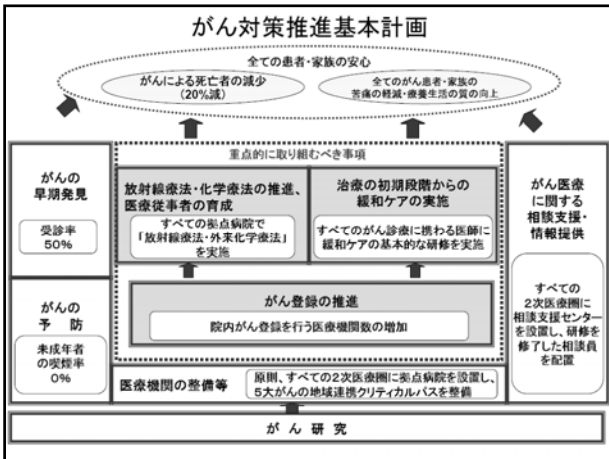 がん対策推進基本計画
全ての患者・家族の安心
がんによる死亡者の減少
(20%減)
全てのがん患者・家族の
苦痛の軽減・療養生活の質の向上
重点的に取り組むべき事項
がんの
早期発見
受診率
50%
がんの
予 防
未成年者
の喫煙率
0%
放射線療法・化学療法の推進、
医療従事者の育成
すべての拠点病院で
「放射線療法・外来化学療法」
を実施
治療の初期段階からの
緩和ケアの実施
すべてのがん診療に携わる医師に
緩和ケアの基本的な研修を実施
がん登録の推進
院内がん登録を行う医療機関数の増加
医療機関の整備等
原則、すべての2次医療圏に拠点病院を設置し、
5大がんの地域連携クリティカルパスを整備
がん医療
に関する
相談支援・
情報提供
すべての
2次医療圏に
相談支援センター
を設置し、研修を
修了した相談員
を配置
が ん 研 究